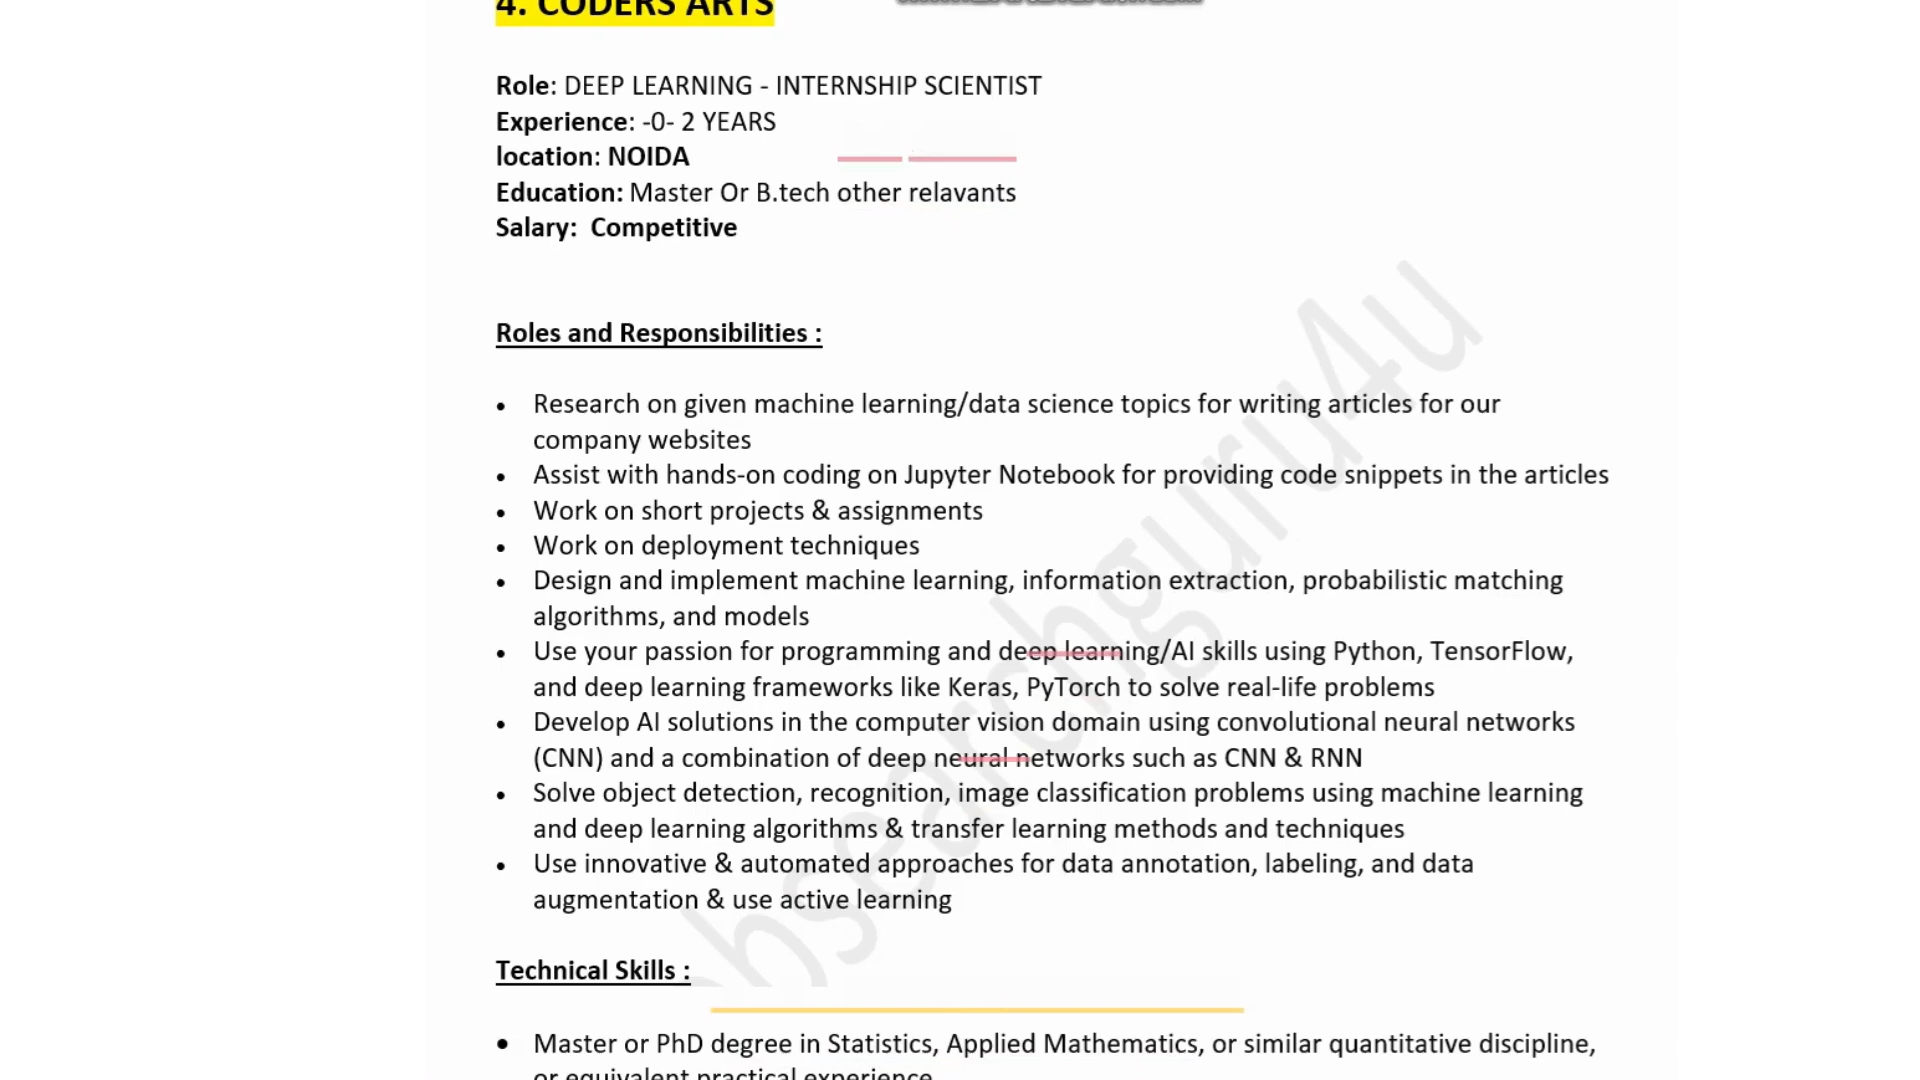 4. CODERS ARTS
Role: DEEP LEARNING - INTERNSHIP SCIENTIST
Experience: -0- 2 YEARS
location: NOIDA
Education: Master Or B.tech other relavants
Salary: Competitive
Roles and Responsibilities :
• Research on given machine learning/data science topics for writing articles for our
company websites
• Assist with hands-on coding on Jupyter Notebook for providing code snippets in the articles
• Work on short projects & assignments
• Work on deployment techniques
• Design and implement machine learning, information extraction, probabilistic matching
algorithms, and models
• Use your passion for programming and deep learning/AI skills using Python, TensorFlow,
and deep learning frameworks like Keras, PyTorch to solve real-life problems
• Develop AI solutions in the computer vision domain using convolutional neural networks
(CNN) and a combination of deep neural networks such as CNN & RNN
• Solve object detection, recognition, image classification problems using machine learning
and deep learning algorithms & transfer learning methods and techniques
• Use innovative & automated approaches for data annotation, labeling, and data
augmentation & use active learning
Technical Skills :
• Master or PhD degree in Statistics, Applied Mathematics, or similar quantitative discipline,
or equivalent practical experience